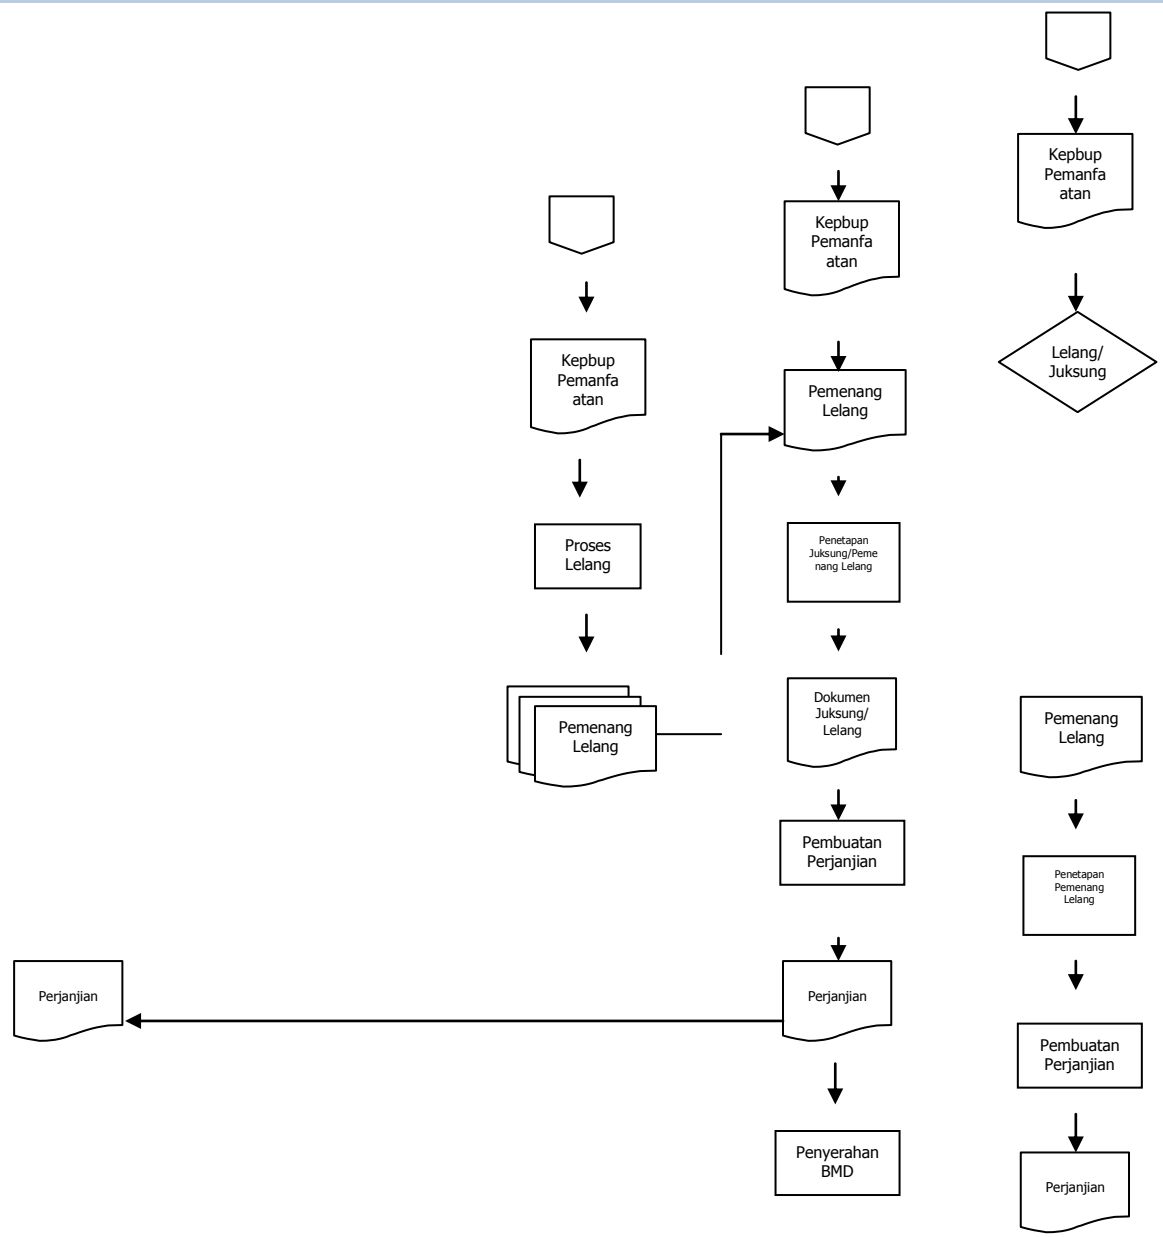 Kepbup
Pemanfa
atan
Proses
Lelang
Pemenang
Lelang
Kepbup
Pemanfa
atan
Pemenang
Lelang
Penetapan
Juksung/Peme
nang Lelang
Dokumen
Juksung/
Lelang
Pembuatan
Perjanjian
Perjanjian
Perjanjian
Penyerahan
BMD
Kepbup
Pemanfa
atan
Lelang/
Juksung
Pemenang
Lelang
Penetapan
Pemenang
Lelang
Pembuatan
Perjanjian
Perjanjian